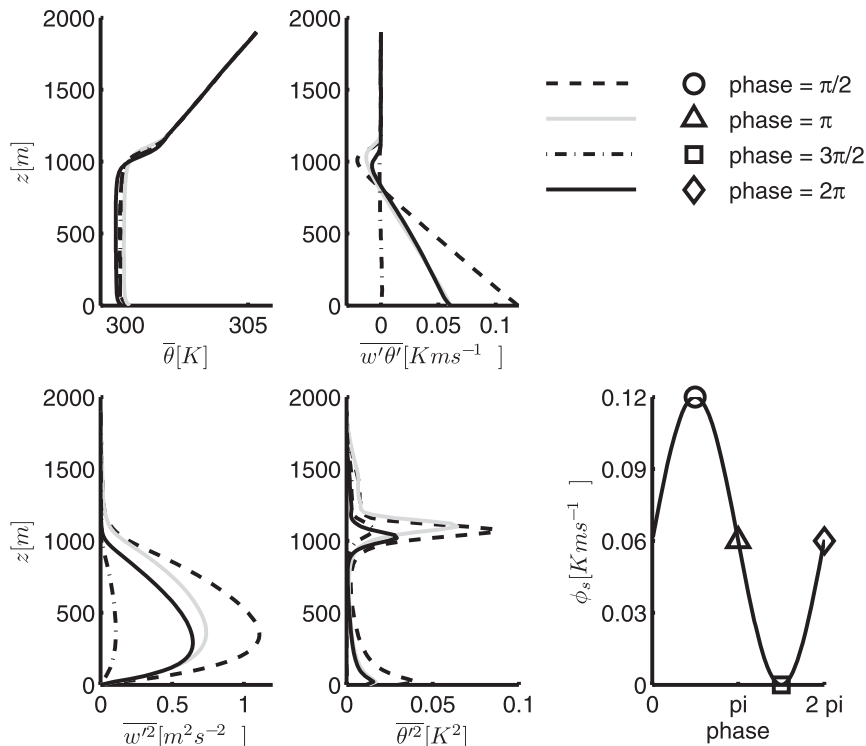 2000
1500
1000
500
0
z[m]
300
305
θ̅[K]
2000
1500
1000
500
0
0
0.05
0.1
w′θ′[Kms⁻¹ ]
phase = π/2
phase = π
phase = 3π/2
phase = 2π
2000
1500
1000
500
0
z[m]
0
0.5
1
w′²[m²s⁻² ]
2000
1500
1000
500
0
0
0.05
0.1
θ′²[K²]
0.12
0.09
0.06
0.03
0
ϕₛ[Kms⁻¹ ]
0
pi
2 pi
phase